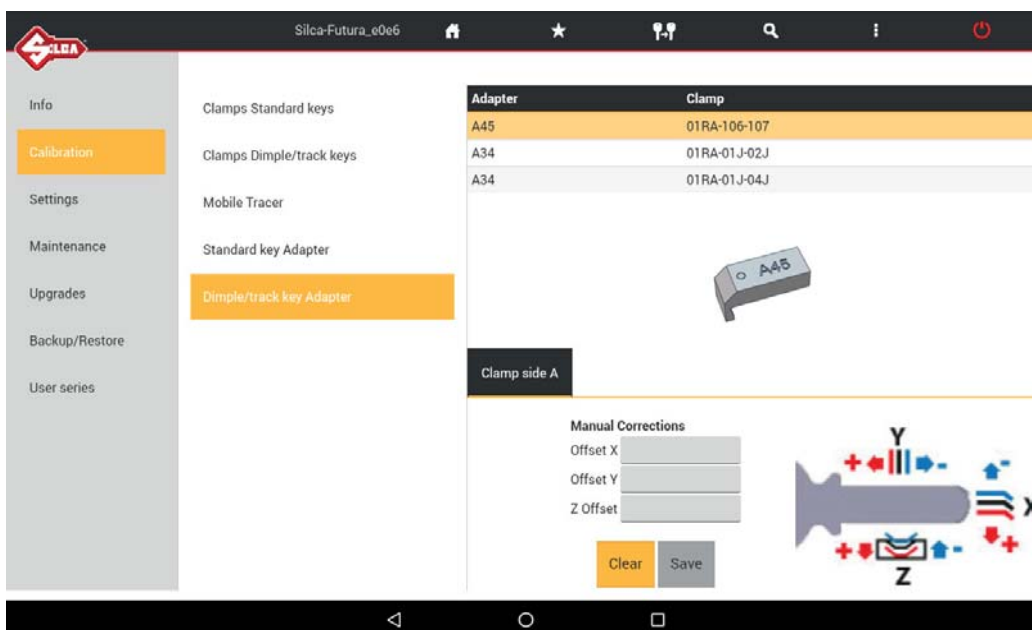 SILCA
Silca-Futura_e0e6
Info
Calibration
Settings
Maintenance
Upgrades
Backup/Restore
User series
Clamps Standard keys
Clamps Dimple/track keys
Mobile Tracer
Standard key Adapter
Dimple/track key Adapter
Adapter Clamp
A45 01RA-106-107
A34 01RA-01J-02J
A34 01RA-01J-04J
A45
Clamp side A
Manual Corrections
Offset X
Offset Y
Z Offset
Clear Save
Y
+ -
-
X
+
+ -
Z